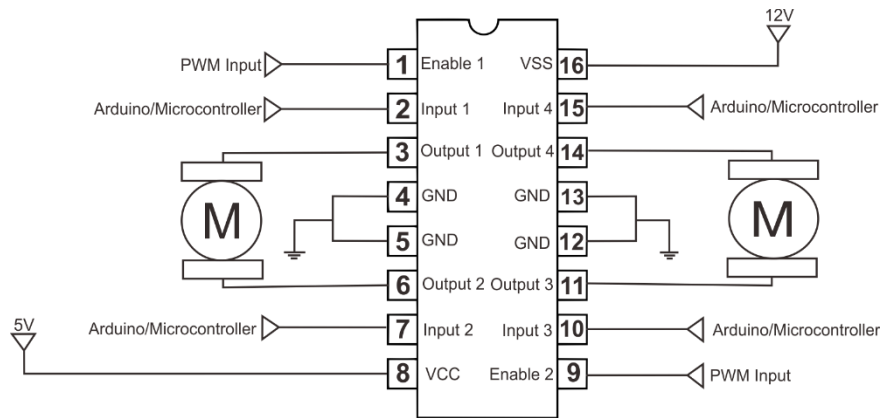 12V
PWM Input 1 Enable 1 VSS 16
Arduino/Microcontroller 2 Input 1 Input 4 15 Arduino/Microcontroller
3 Output 1 Output 4 14
4 GND GND 13
M M
5 GND GND 12
6 Output 2 Output 3 11
5V
Arduino/Microcontroller 7 Input 2 Input 3 10 Arduino/Microcontroller
8 VCC Enable 2 9 PWM Input